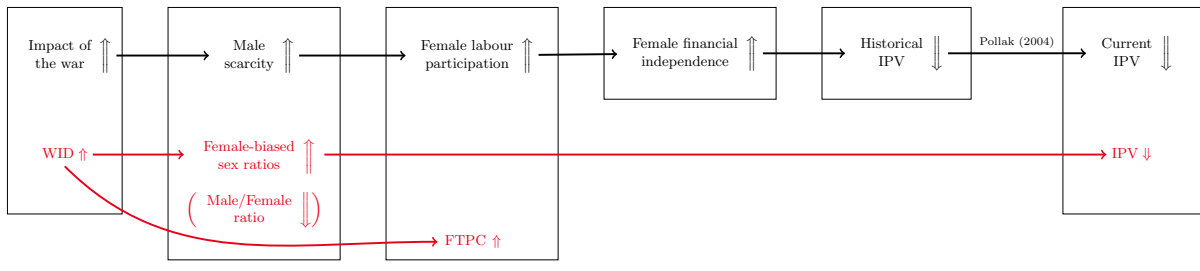 Impact of
the war ⇑
Male
scarcity ⇑
Female labour
participation ⇑
Female financial
independence ⇑
Historical
IPV ⇓
Pollak (2004)
Current
IPV ⇓
WID ⇑
Female-biased
sex ratios ⇑
IPV ⇓
( Male/Female
ratio ⇓ )
FTPC ⇑